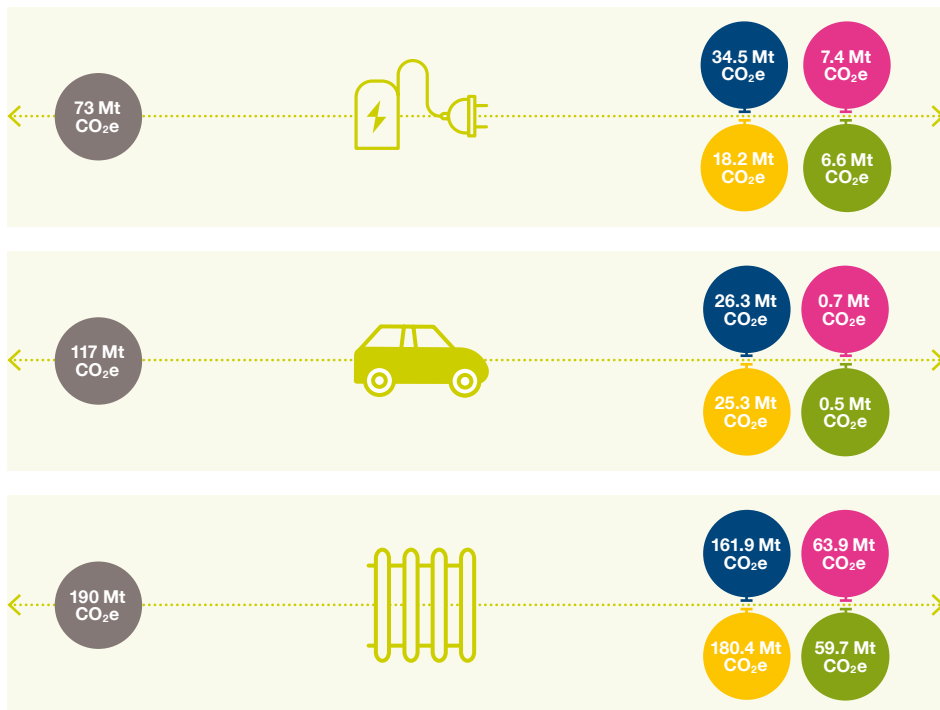 73 Mt
CO₂e
34.5 Mt
CO₂e
7.4 Mt
CO₂e
18.2 Mt
CO₂e
6.6 Mt
CO₂e
117 Mt
CO₂e
26.3 Mt
CO₂e
0.7 Mt
CO₂e
25.3 Mt
CO₂e
0.5 Mt
CO₂e
190 Mt
CO₂e
161.9 Mt
CO₂e
63.9 Mt
CO₂e
180.4 Mt
CO₂e
59.7 Mt
CO₂e